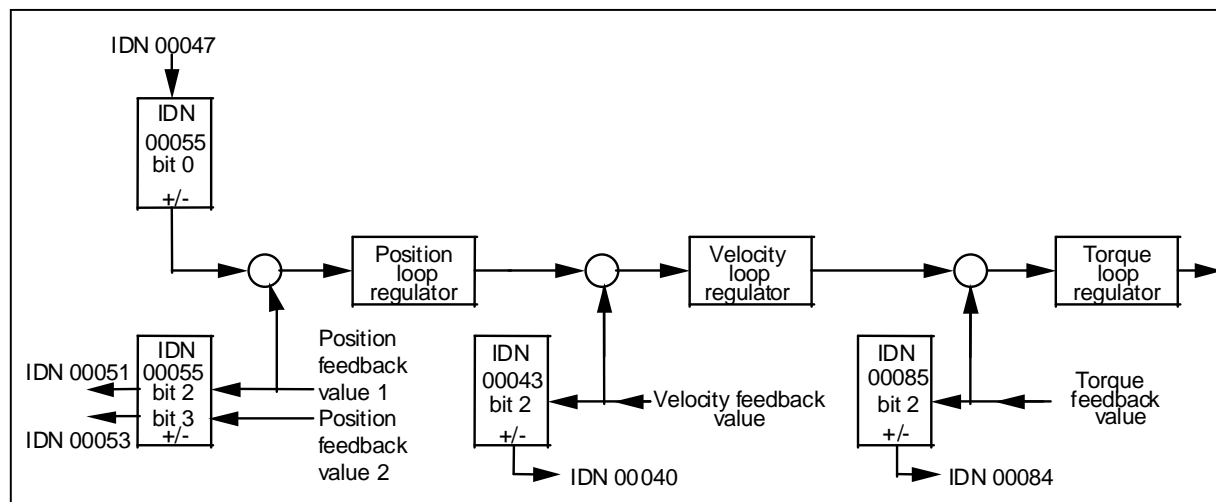 IDN 00047
IDN
00055
bit 0
+/-
Position
loop
regulator
Velocity
loop
regulator
Torque
loop
regulator
IDN 00051
IDN 00053
IDN
00055
bit 2
bit 3
+/-
Position
feedback
value 1
Position
feedback
value 2
IDN
00043
bit 2
+/-
Velocity feedback
value
IDN 00040
IDN
00085
bit 2
+/-
Torque
feedback
value
IDN 00084